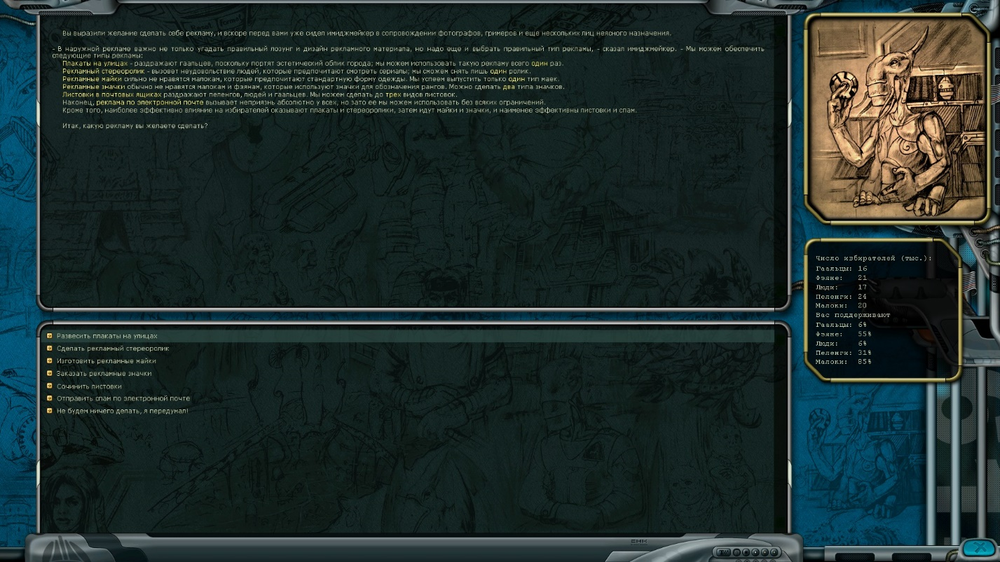 Вы выразили желание сделать себе рекламу, и вскоре перед вами уже сидел имиджмейкер в сопровождении фотографов, гримеров и еще нескольких лиц неясного назначения.
- В наружной рекламе важно не только угадать правильный лозунг и дизайн рекламного материала, но надо еще и выбрать правильный тип рекламы, - сказал имиджмейкер. - Мы можем обеспечить
следующие типы рекламы:
Плакаты на улицах - раздражают гаальцев, поскольку портят эстетический облик города; мы можем использовать такую рекламу всего один раз.
Рекламный стереоролик - вызовет неудовольствие людей, которые предпочитают смотреть сериалы; мы сможем снять лишь один ролик.
Рекламные майки сильно не нравятся малокам, которые предпочитают стандартную форму одежды. Мы успеем выпустить только один тип маек.
Рекламные значки обычно не нравятся малокам и фэянам, которые используют значки для обозначения рангов. Можно сделать два типа значков.
Листовки в почтовых ящиках раздражают пеленгов, людей и гаальцев. Мы можем сделать до трех видов листовок.
Наконец, реклама по электронной почте вызывает неприязнь абсолютно у всех, но зато ее мы можем использовать без всяких ограничений.
Кроме того, наиболее эффективно влияние на избирателей оказывают плакаты и стереоролики, затем идут майки и значки, и наименее эффективны листовки и спам.
Итак, какую рекламу вы желаете сделать?
Развесить плакаты на улицах
Сделать рекламный стереоролик
Изготовить рекламные майки
Заказать рекламные значки
Сочинить листовки
Отправить спам по электронной почте
Не будем ничего делать, я передумал!
Число избирателей (тыс.):
Гаальцы: 16
Фэяне: 21
Люди: 17
Пеленги: 24
Малоки: 20
Вас поддерживают
Гаальцы: 6%
Фэяне: 55%
Люди: 6%
Пеленги: 31%
Малоки: 85%